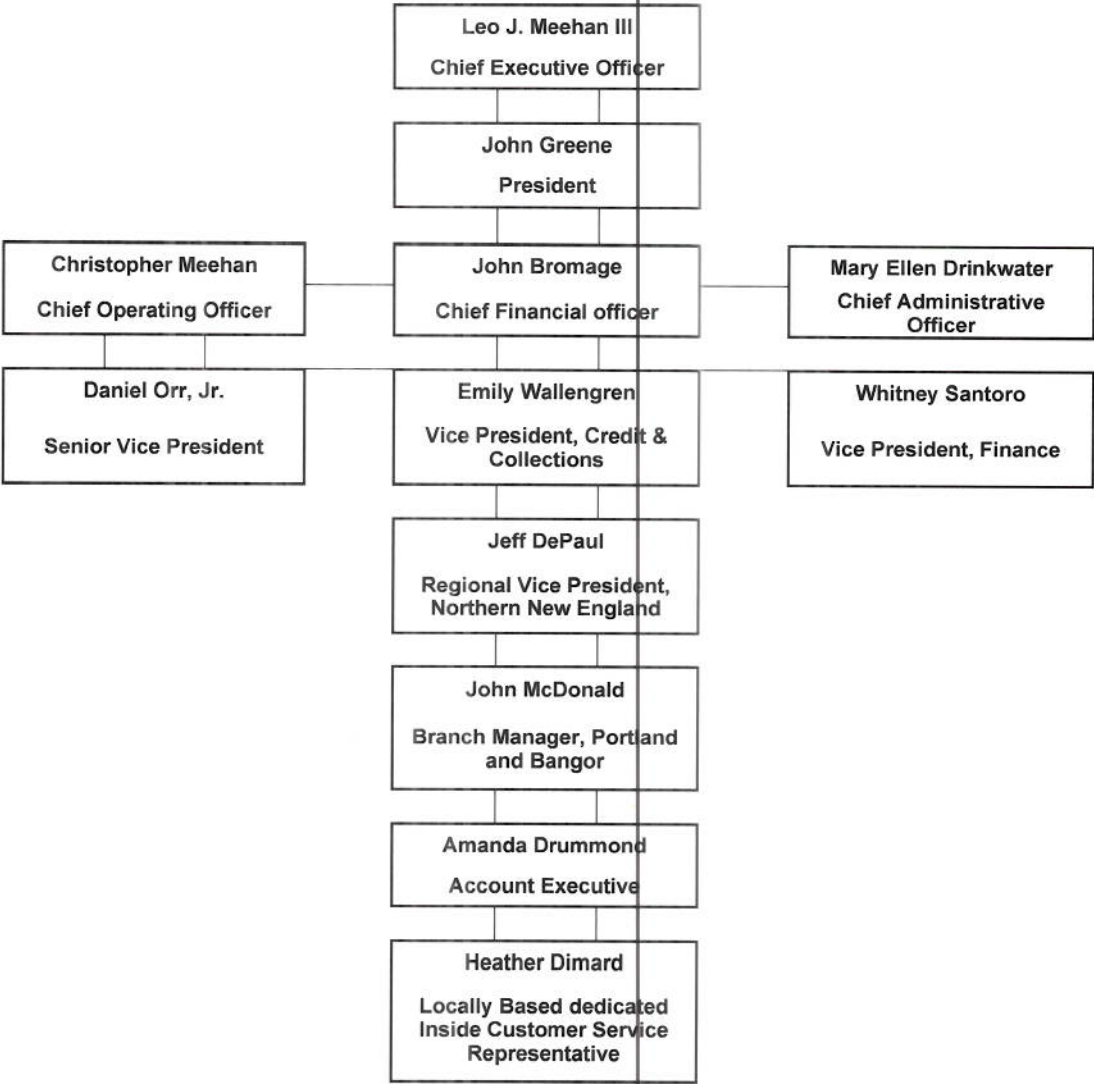 Leo J. Meehan III
Chief Executive Officer
John Greene
President
Christopher Meehan
Chief Operating Officer
John Bromage
Chief Financial officer
Mary Ellen Drinkwater
Chief Administrative
Officer
Daniel Orr, Jr.
Senior Vice President
Emily Wallengren
Vice President, Credit &
Collections
Whitney Santoro
Vice President, Finance
Jeff DePaul
Regional Vice President,
Northern New England
John McDonald
Branch Manager, Portland
and Bangor
Amanda Drummond
Account Executive
Heather Dimard
Locally Based dedicated
Inside Customer Service
Representative